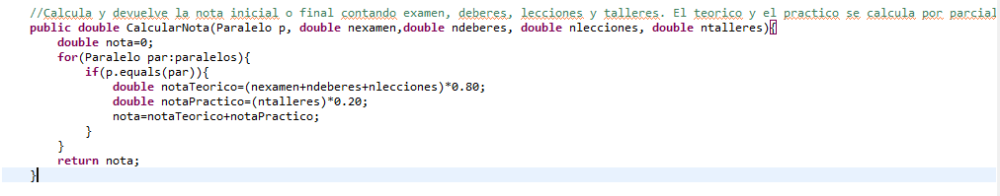 //Calcula y devuelve la nota inicial o final contando examen, deberes, lecciones y talleres. El teorico y el practico se calcula por parcial
public double CalcularNota(Paralelo p, double nexamen,double ndeberes, double nlecciones, double ntalleres){
double nota=0;
for(Paralelo par:paralelos){
if(p.equals(par)){
double notaTeorico=(nexamen+ndeberes+nlecciones)*0.80;
double notaPractico=(ntalleres)*0.20;
nota=notaTeorico+notaPractico;
}
}
return nota;
}